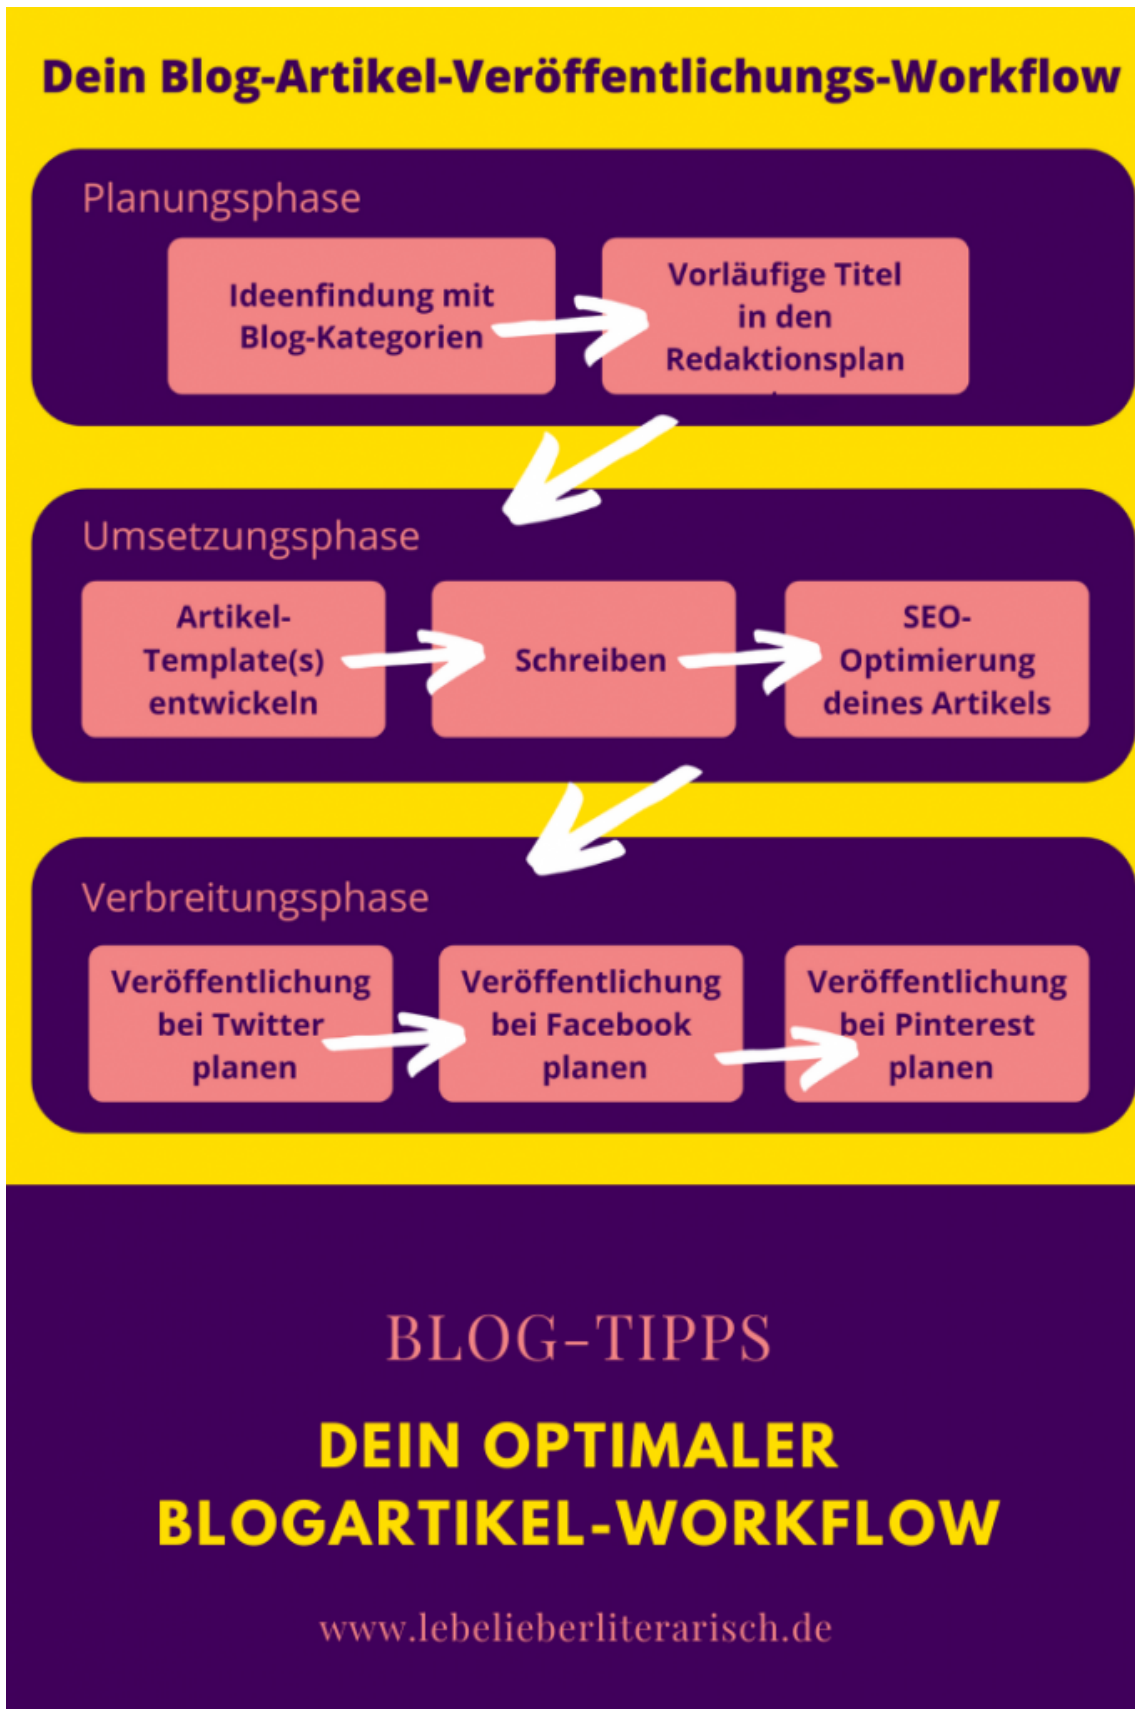 Dein Blog-Artikel-Veröffentlichungs-Workflow
Planungsphase
Ideenfindung mit
Blog-Kategorien
Vorläufige Titel
in den
Redaktionsplan
Umsetzungsphase
Artikel-
Template(s)
entwickeln
Schreiben
SEO-
Optimierung
deines Artikels
Verbreitungsphase
Veröffentlichung
bei Twitter
planen
Veröffentlichung
bei Facebook
planen
Veröffentlichung
bei Pinterest
planen
BLOG-TIPPS
DEIN OPTIMALER
BLOGARTIKEL-WORKFLOW
www.lebelieberliterarisch.de